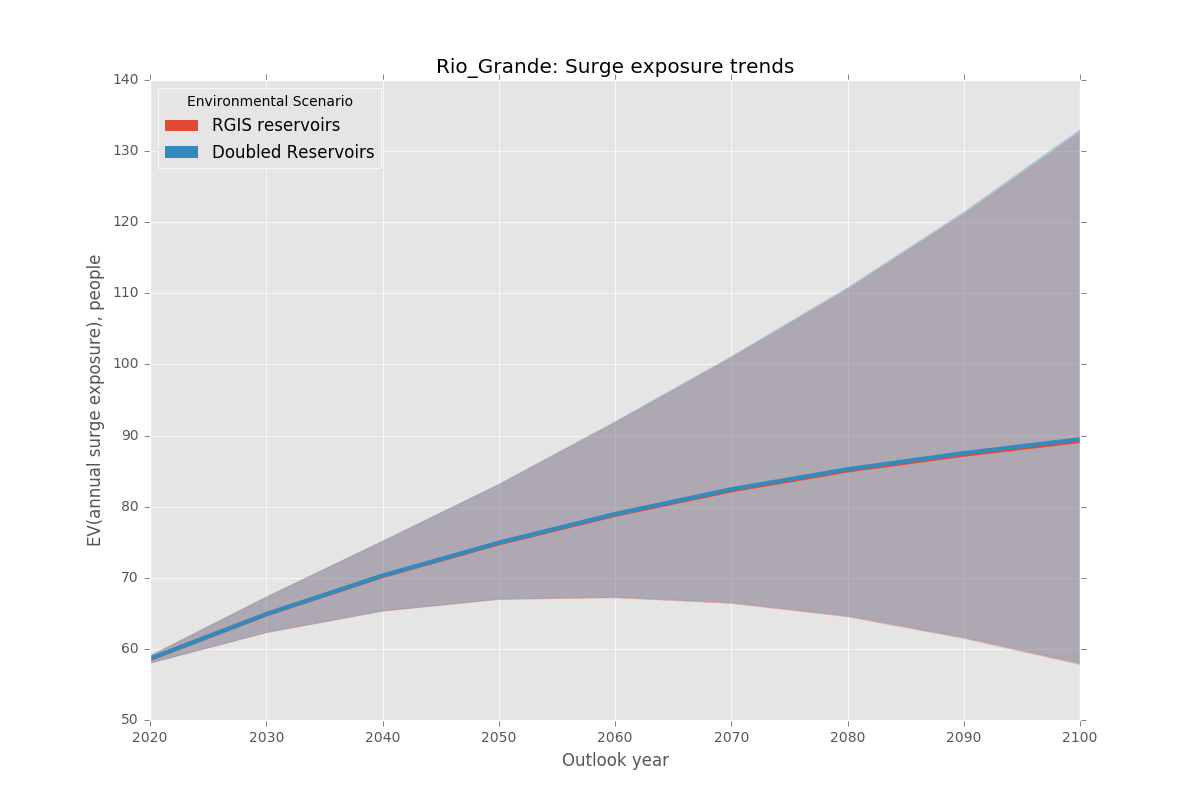 Rio_Grande: Surge exposure trends
Environmental Scenario
RGIS reservoirs
Doubled Reservoirs
EV(annual surge exposure), people
140
130
120
110
100
90
80
70
60
50
2020 2030 2040 2050 2060 2070 2080 2090 2100
Outlook year